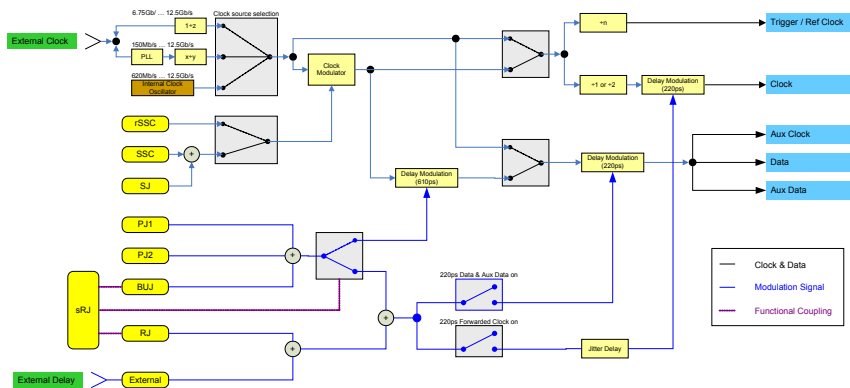 6.75Gb/ … 12.5Gb/s
Clock source selection
External Clock
1÷z
150Mb/s … 12.5Gb/s
PLL
x÷y
620Mb/s … 12.5Gb/s
Internal Clock
Oscillator
Clock
Modulator
÷n
Trigger / Ref Clock
÷1 or ÷2
Delay Modulation
(220ps)
Clock
rSSC
SSC
+
SJ
Delay Modulation
(610ps)
Delay Modulation
(220ps)
Aux Clock
Data
Aux Data
PJ1
PJ2
+
BUJ
sRJ
RJ
+
+
External Delay
External
220ps Data & Aux Data on
220ps Forwarded Clock on
Jitter Delay
Clock & Data
Modulation Signal
Functional Coupling